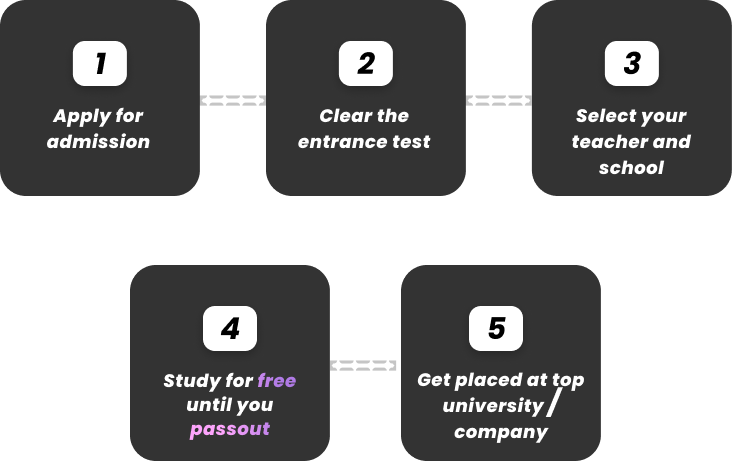 1
Apply for
admission
2
Clear the
entrance test
3
Select your
teacher and
school
4
Study for free
until you
passout
5
Get placed at top
university /
company